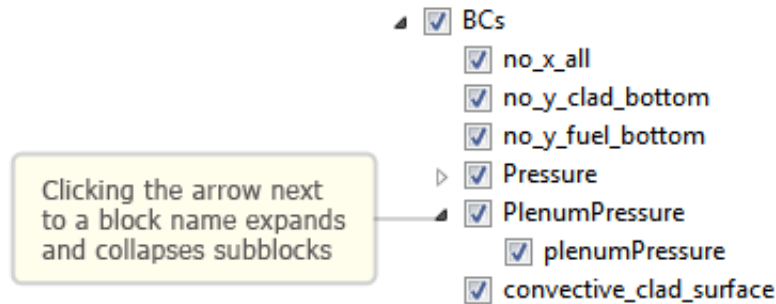 BCs
no_x_all
no_y_clad_bottom
no_y_fuel_bottom
Pressure
PlenumPressure
plenumPressure
convective_clad_surface
Clicking the arrow next
to a block name expands
and collapses subblocks